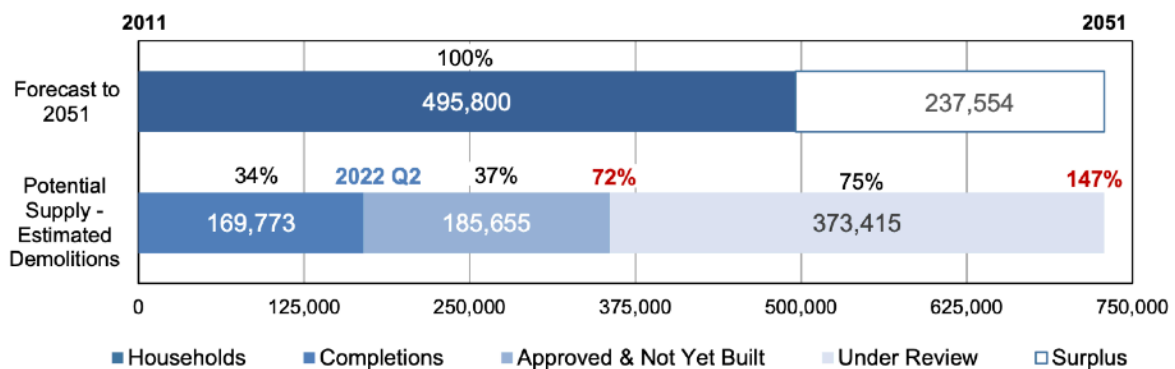 2011 2051
100%
Forecast to
2051
495,800 237,554
34% 2022 Q2 37% 72% 75% 147%
Potential
Supply -
Estimated
Demolitions
169,773 185,655 373,415
0 125,000 250,000 375,000 500,000 625,000 750,000
Households Completions Approved & Not Yet Built Under Review Surplus